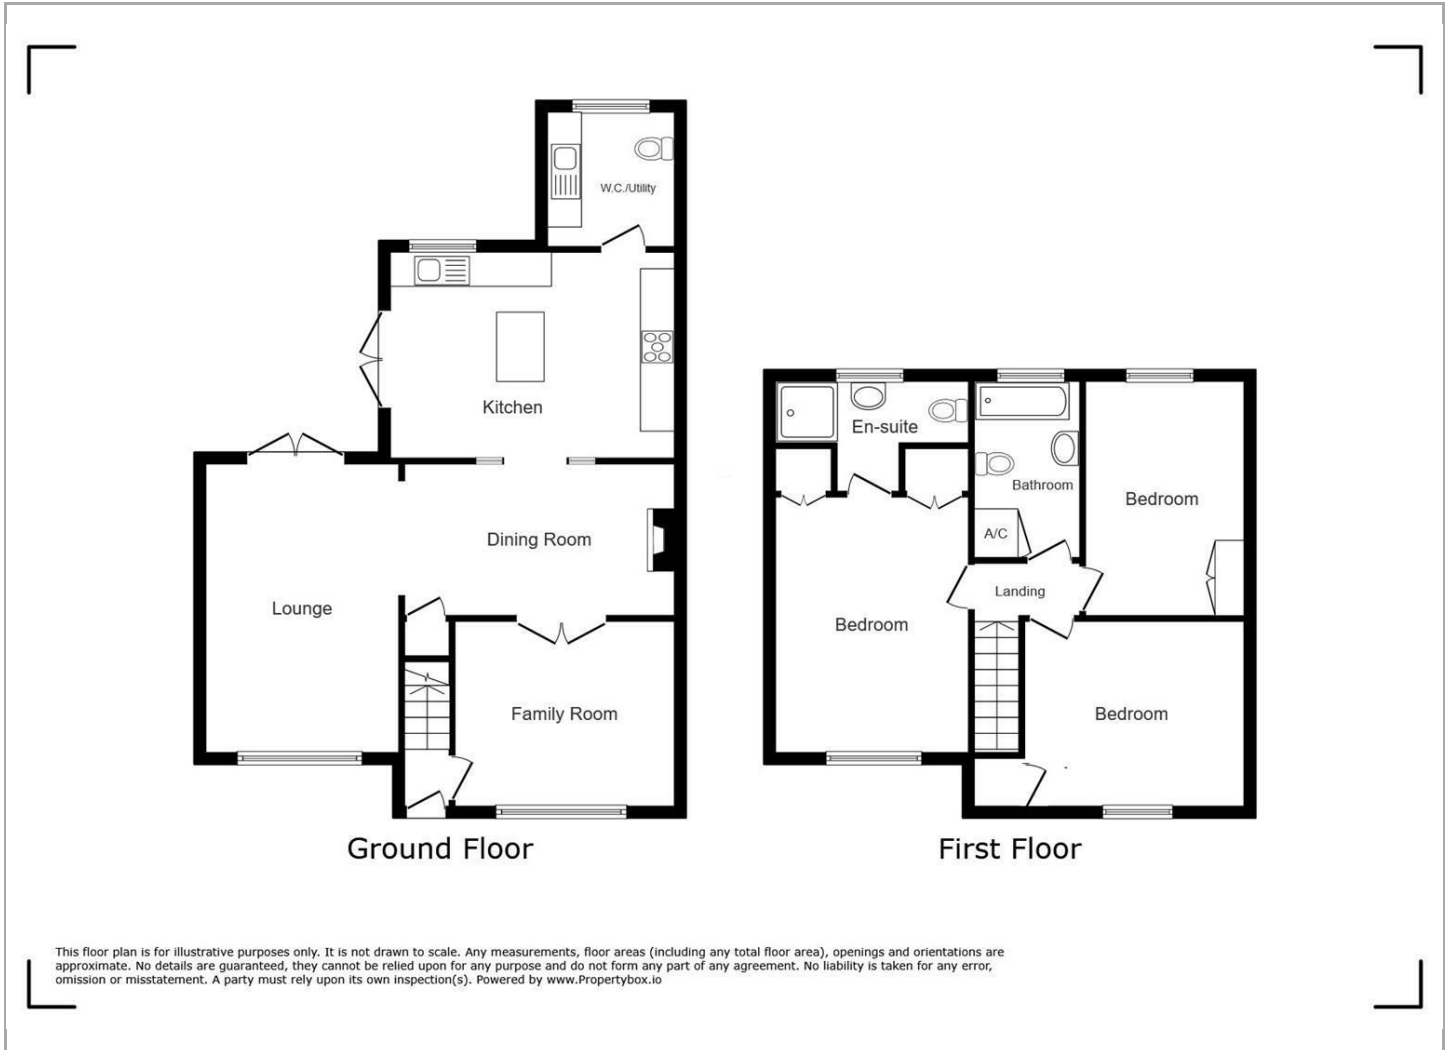 W.C./Utility
Kitchen
Dining Room
Lounge
Family Room
Ground Floor
En-suite
Bathroom
Bedroom
A/C
Landing
Bedroom
Bedroom
First Floor
This floor plan is for illustrative purposes only. It is not drawn to scale. Any measurements, floor areas (including any total floor area), openings and orientations are
approximate. No details are guaranteed, they cannot be relied upon for any purpose and do not form any part of any agreement. No liability is taken for any error,
omission or misstatement. A party must rely upon its own inspection(s). Powered by www.Propertybox.io